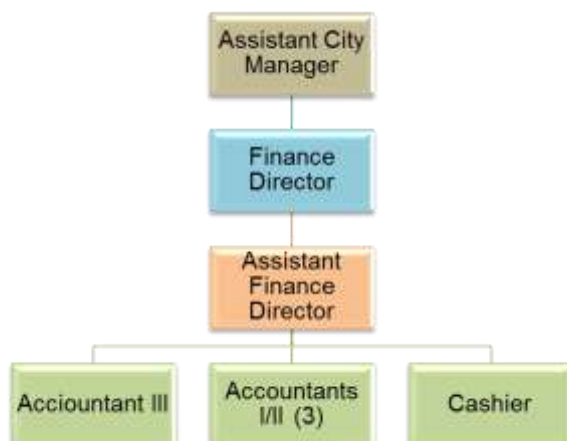 Assistant City
Manager
Finance
Director
Assistant
Finance
Director
Acciountant III
Accountants
I/II (3)
Cashier